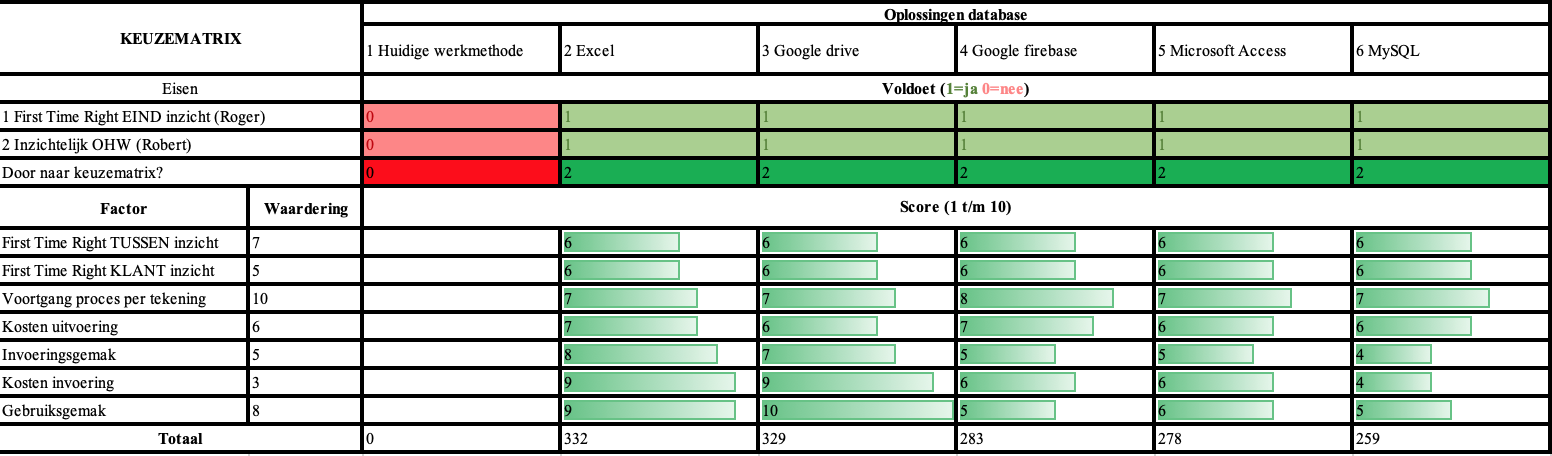 KEUZEMATRIX Oplossingen database
1 Huidige werkmethode 2 Excel 3 Google drive 4 Google firebase 5 Microsoft Access 6 MySQL
Eisen Voldoet (1=ja 0=nee)
1 First Time Right EIND inzicht (Roger) 0 1 1 1 1 1
2 Inzichtelijk OHW (Robert) 0 1 1 1 1 1
Door naar keuzematrix? 0 2 2 2 2 2
Factor Waardering Score (1 t/m 10)
First Time Right TUSSEN inzicht 7 6 6 6 6 6
First Time Right KLANT inzicht 5 6 6 6 6 6
Voortgang proces per tekening 10 7 7 8 7 7
Kosten uitvoering 6 7 6 7 6 6
Invoeringsgemak 5 8 7 5 5 4
Kosten invoering 3 9 9 6 6 4
Gebruiksgemak 8 9 10 5 6 5
Totaal 0 332 329 283 278 259